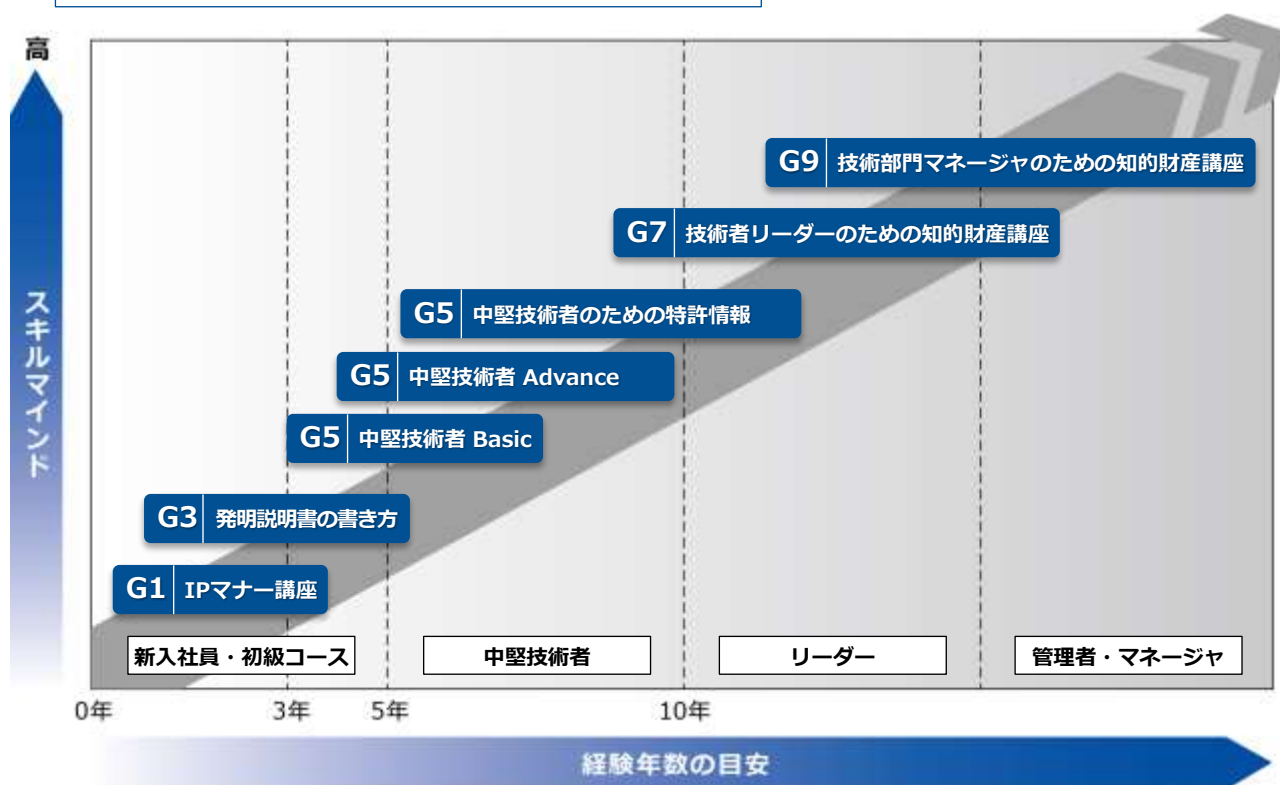 高
G9 技術部門マネージャのための知的財産講座
G7 技術者リーダーのための知的財産講座
G5 中堅技術者のための特許情報
G5 中堅技術者 Advance
G5 中堅技術者 Basic
G3 発明説明書の書き方
G1 IPマナー講座
スキルマインド
新入社員・初級コース
中堅技術者
リーダー
管理者・マネージャ
0年
3年
5年
10年
経験年数の目安